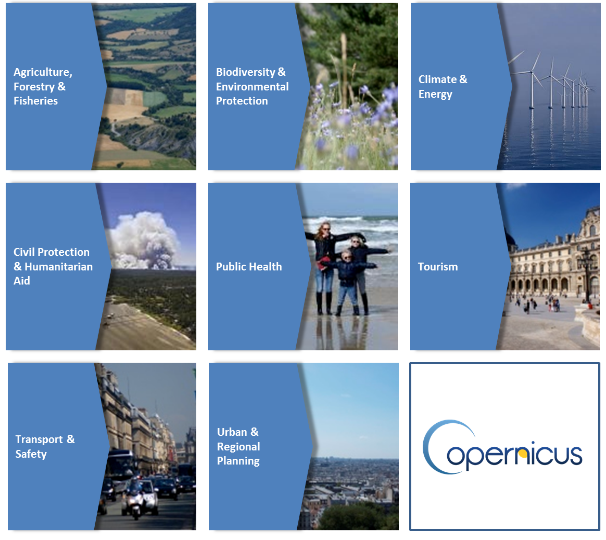 Agriculture,
Forestry &
Fisheries
Biodiversity &
Environmental
Protection
Climate &
Energy
Civil Protection
& Humanitarian
Aid
Public Health
Tourism
Transport &
Safety
Urban &
Regional
Planning
Copernicus